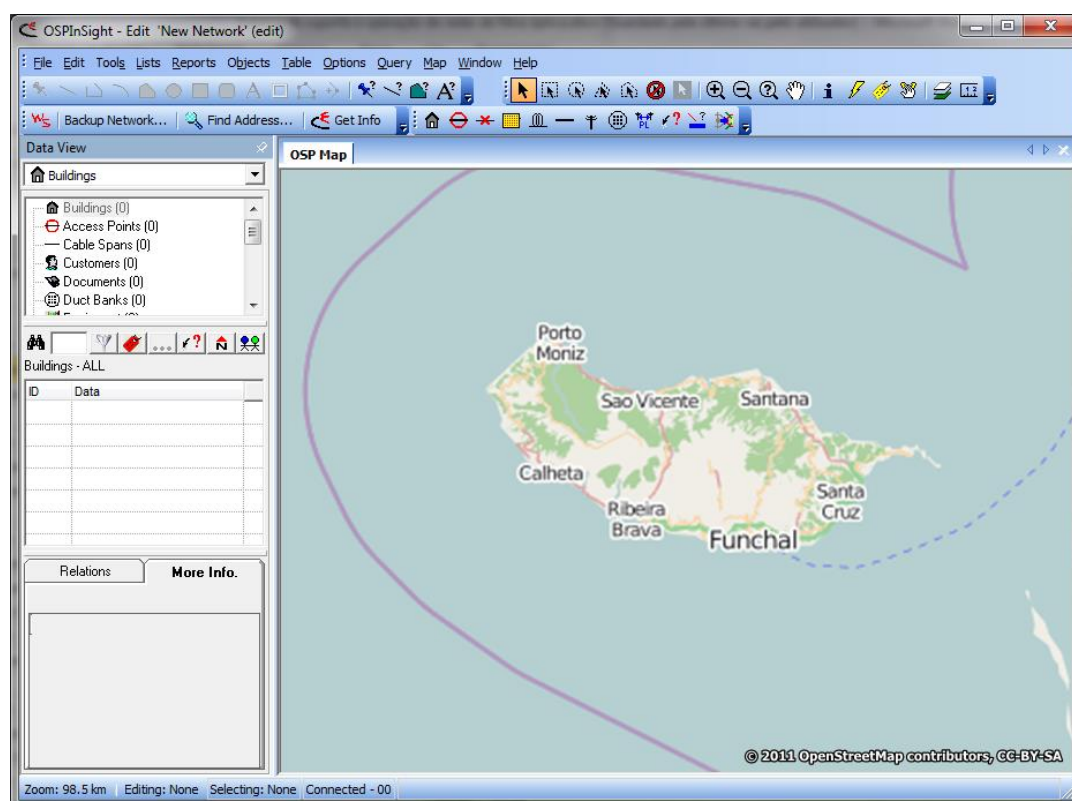 OSPInSight - Edit 'New Network' (edit)
File Edit Tools Lists Reports Objects Table Options Query Map Window Help
Backup Network... Find Address... Get Info
Data View
OSP Map
Buildings
Buildings (0)
Access Points (0)
Cable Spans (0)
Customers (0)
Documents (0)
Duct Banks (0)
Buildings - ALL
ID Data
Relations More Info.
Porto
Moniz
Sao Vicente
Santana
Calheta
Santa
Cruz
Ribeira
Brava
Funchal
© 2011 OpenStreetMap contributors, CC-BY-SA
Zoom: 98.5 km Editing: None Selecting: None Connected - 00